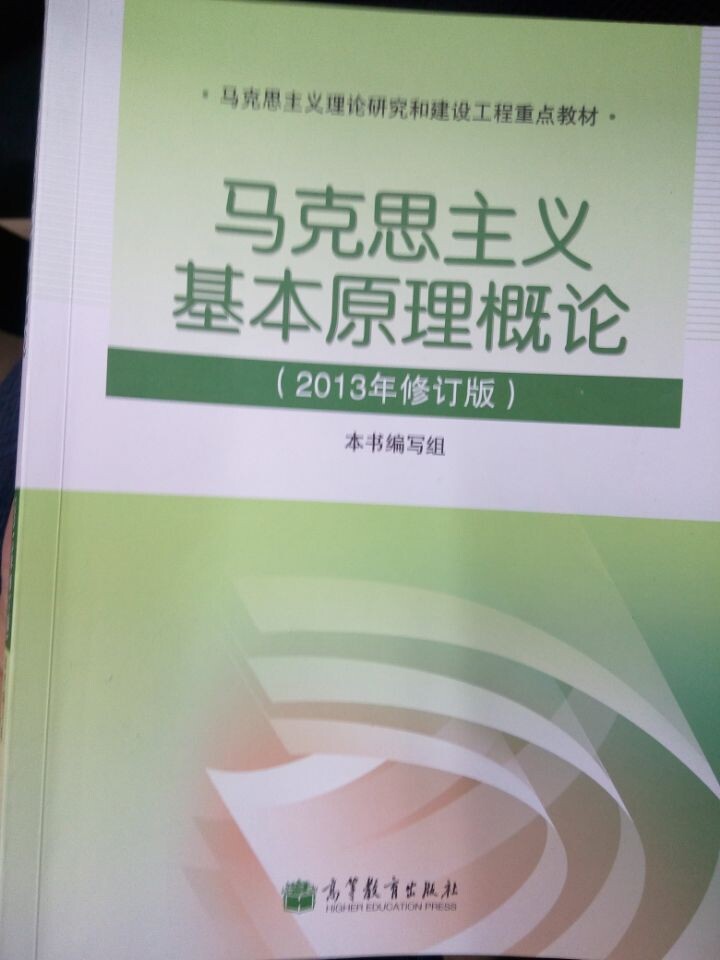 ·马克思主义理论研究和建设工程重点教材·
马克思主义
基本原理概论
（2013年修订版）
本书编写组
高等教育出版社
HIGHER EDUCATION PRESS